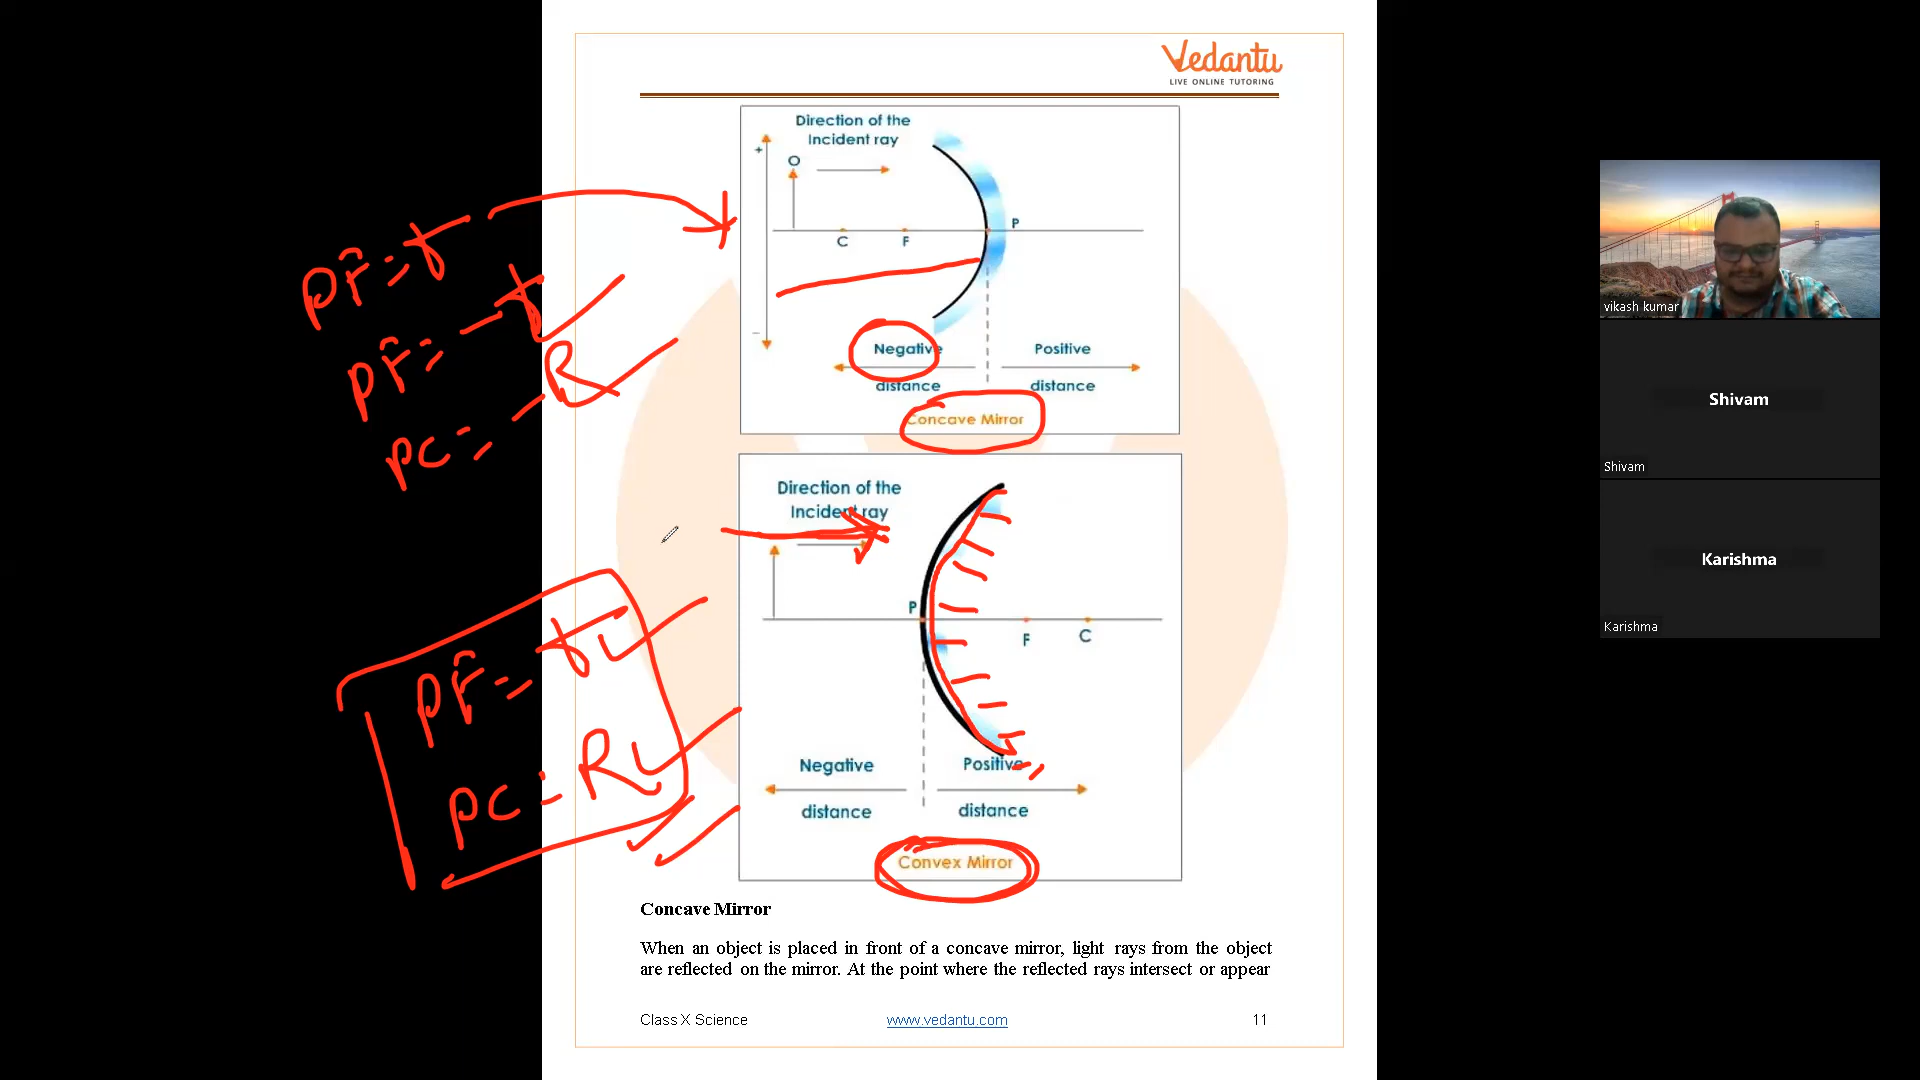 Vedantu
LIVE ONLINE TUTORING
Direction of the
Incident ray
+
O
P
C
F
−
Negative
Positive
distance
distance
Concave Mirror
PF = f
PF = -f
PC = -R
Direction of the
Incident ray
P
F
C
PF = f
PC = R
Negative
Positive
distance
distance
Convex Mirror
Concave Mirror
When an object is placed in front of a concave mirror, light rays from the object
are reflected on the mirror. At the point where the reflected rays intersect or appear
Class X Science
www.vedantu.com
11
vikash kumar
Shivam
Shivam
Karishma
Karishma